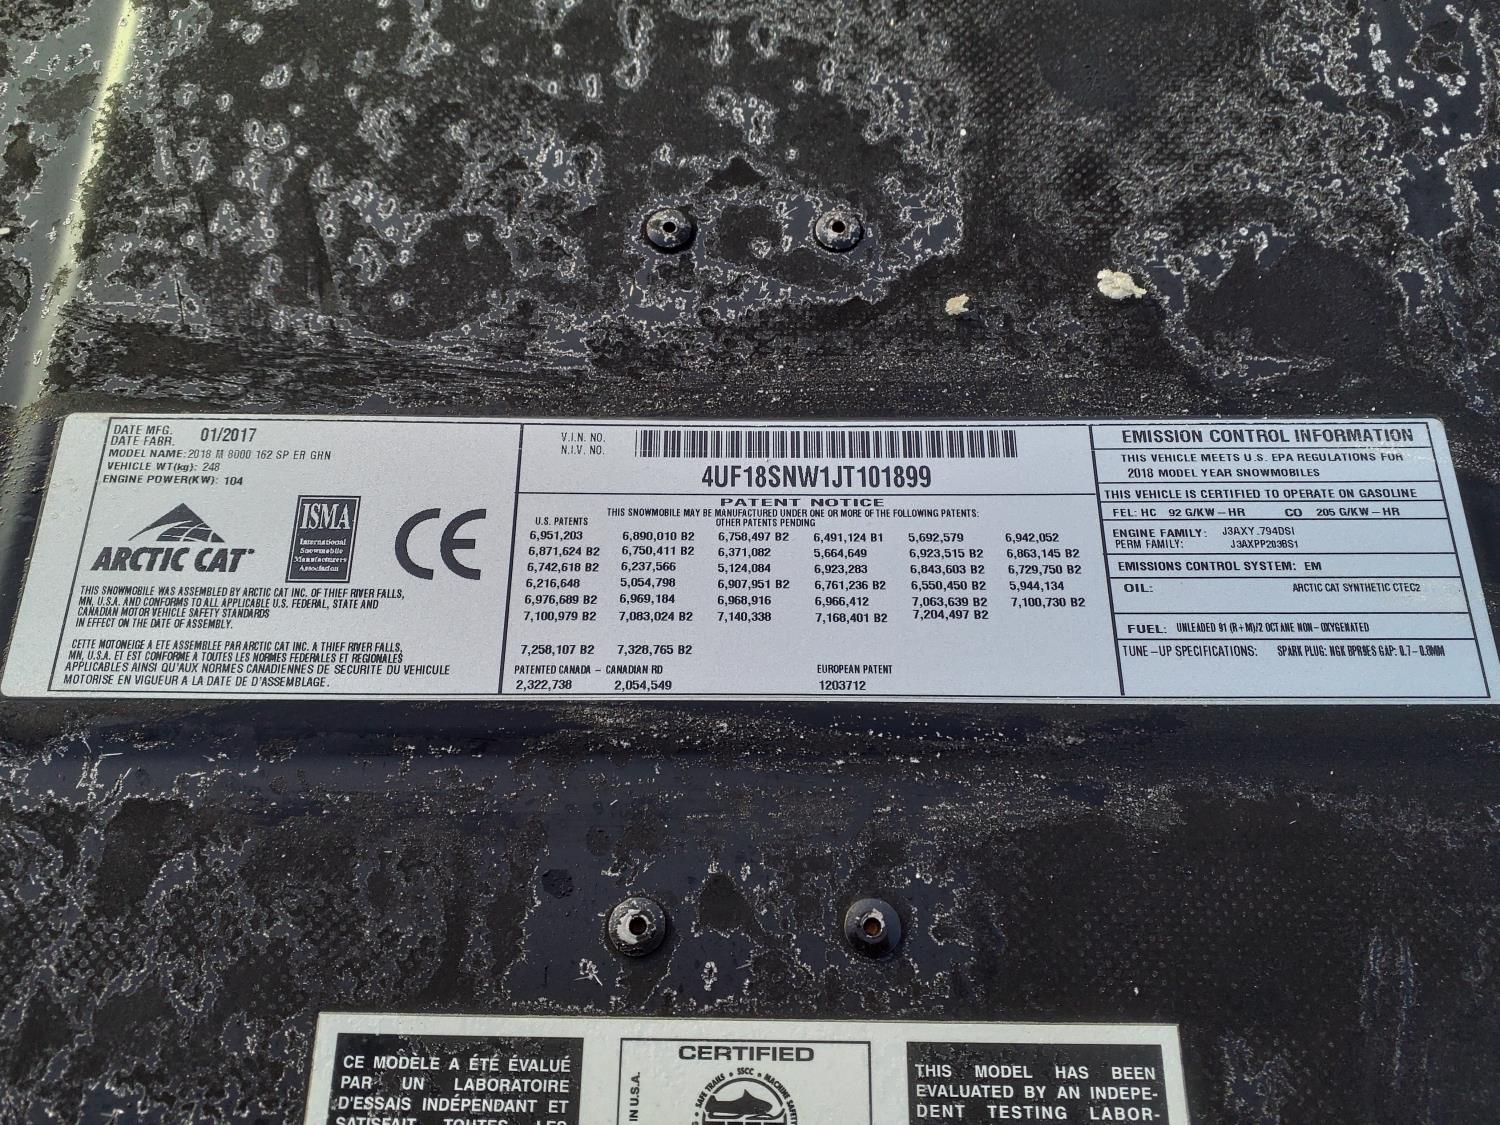 DATE MFG. 01/2017
DATE FABR.
MODEL NAME: 2018 M 8000 162 SP ER GHN
VEHICLE WT(kg): 248
ENGINE POWER(KW): 104
ARCTIC CAT
ISMA
International
Snowmobile
Manufacturers
Association
CE
THIS SNOWMOBILE WAS ASSEMBLED BY ARCTIC CAT INC. OF THIEF RIVER FALLS,
MN, U.S.A. AND CONFORMS TO ALL APPLICABLE U.S. FEDERAL, STATE AND
CANADIAN MOTOR VEHICLE SAFETY STANDARDS
IN EFFECT ON THE DATE OF ASSEMBLY.
CETTE MOTONEIGE A ETE ASSEMBLEE PAR ARCTIC CAT INC. A THIEF RIVER FALLS,
MN, U.S.A. ET EST CONFORME A TOUTES LES NORMES FEDERALES ET REGIONALES
APPLICABLES AINSI QU'AUX NORMES CANADIENNES DE SECURITE DU VEHICULE
MOTORISE EN VIGUEUR A LA DATE DE D'ASSEMBLAGE.
V.I.N. NO.
N.I.V. NO.
4UF18SNW1JT101899
PATENT NOTICE
THIS SNOWMOBILE MAY BE MANUFACTURED UNDER ONE OR MORE OF THE FOLLOWING PATENTS:
U.S. PATENTS OTHER PATENTS PENDING
6,951,203 6,890,010 B2 6,758,497 B2 6,491,124 B1 5,692,579 6,942,052
6,871,624 B2 6,750,411 B2 6,371,082 5,664,649 6,923,515 B2 6,863,145 B2
6,742,618 B2 6,237,566 5,124,084 6,923,283 6,843,603 B2 6,729,750 B2
6,216,648 5,054,798 6,907,951 B2 6,761,236 B2 6,550,450 B2 5,944,134
6,976,689 B2 6,969,184 6,968,916 6,966,412 7,063,639 B2 7,100,730 B2
7,100,979 B2 7,083,024 B2 7,140,338 7,168,401 B2 7,204,497 B2
7,258,107 B2 7,328,765 B2
PATENTED CANADA – CANADIAN RD EUROPEAN PATENT
2,322,738 2,054,549 1203712
EMISSION CONTROL INFORMATION
THIS VEHICLE MEETS U.S. EPA REGULATIONS FOR
2018 MODEL YEAR SNOWMOBILES
THIS VEHICLE IS CERTIFIED TO OPERATE ON GASOLINE
FEL: HC 92 G/KW–HR CO 205 G/KW–HR
ENGINE FAMILY: J3AXY.794DSI
PERM FAMILY: J3AXPP203BS1
EMISSIONS CONTROL SYSTEM: EM
OIL: ARCTIC CAT SYNTHETIC CTEC2
FUEL: UNLEADED 91 (R+M)/2 OCTANE NON-OXYGENATED
TUNE–UP SPECIFICATIONS: SPARK PLUG: NGK BPR9ES GAP: 0.7–0.8MM
CE MODÈLE A ÉTÉ ÉVALUÉ
PAR UN LABORATOIRE
D'ESSAIS INDÉPENDANT ET
SATISFAIT TOUTES LES
CERTIFIED
SAFE TRAILS • SSCC • MACHINE SAFETY
IN U.S.A.
THIS MODEL HAS BEEN
EVALUATED BY AN INDEPE-
DENT TESTING LABOR-